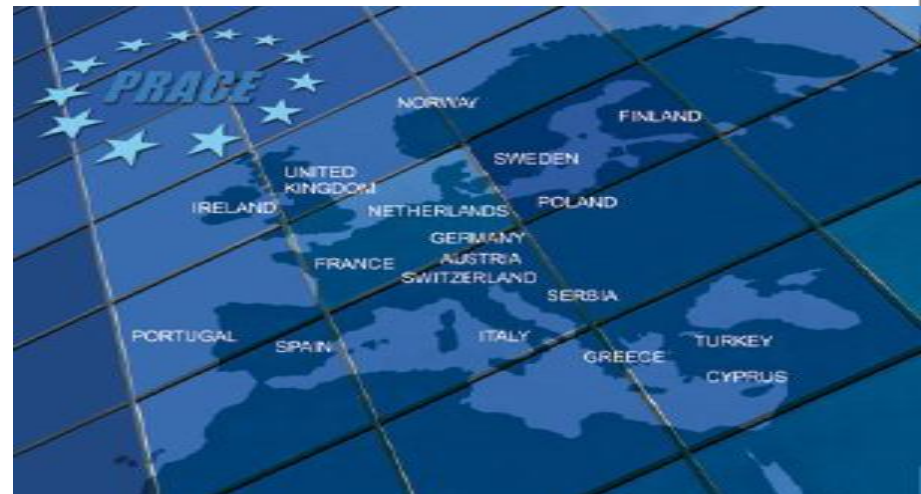 PRACE
NORWAY
FINLAND
SWEDEN
UNITED
KINGDOM
IRELAND
NETHERLANDS
POLAND
GERMANY
FRANCE
AUSTRIA
SWITZERLAND
SERBIA
PORTUGAL
SPAIN
ITALY
TURKEY
GREECE
CYPRUS